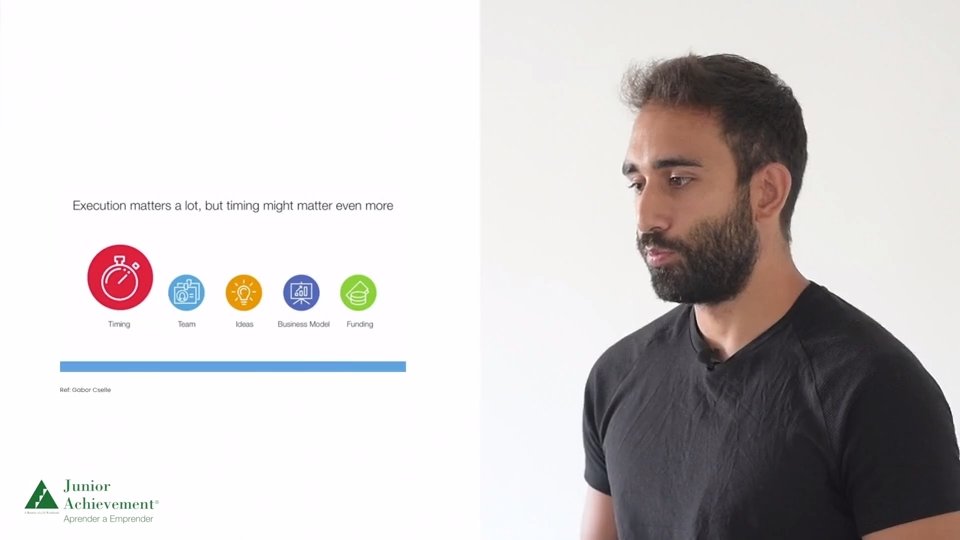 Execution matters a lot, but timing might matter even more
Timing
Team
Ideas
Business Model
Funding
Ref: Gabor Cselle
Junior
Achievement®
Aprender a Emprender